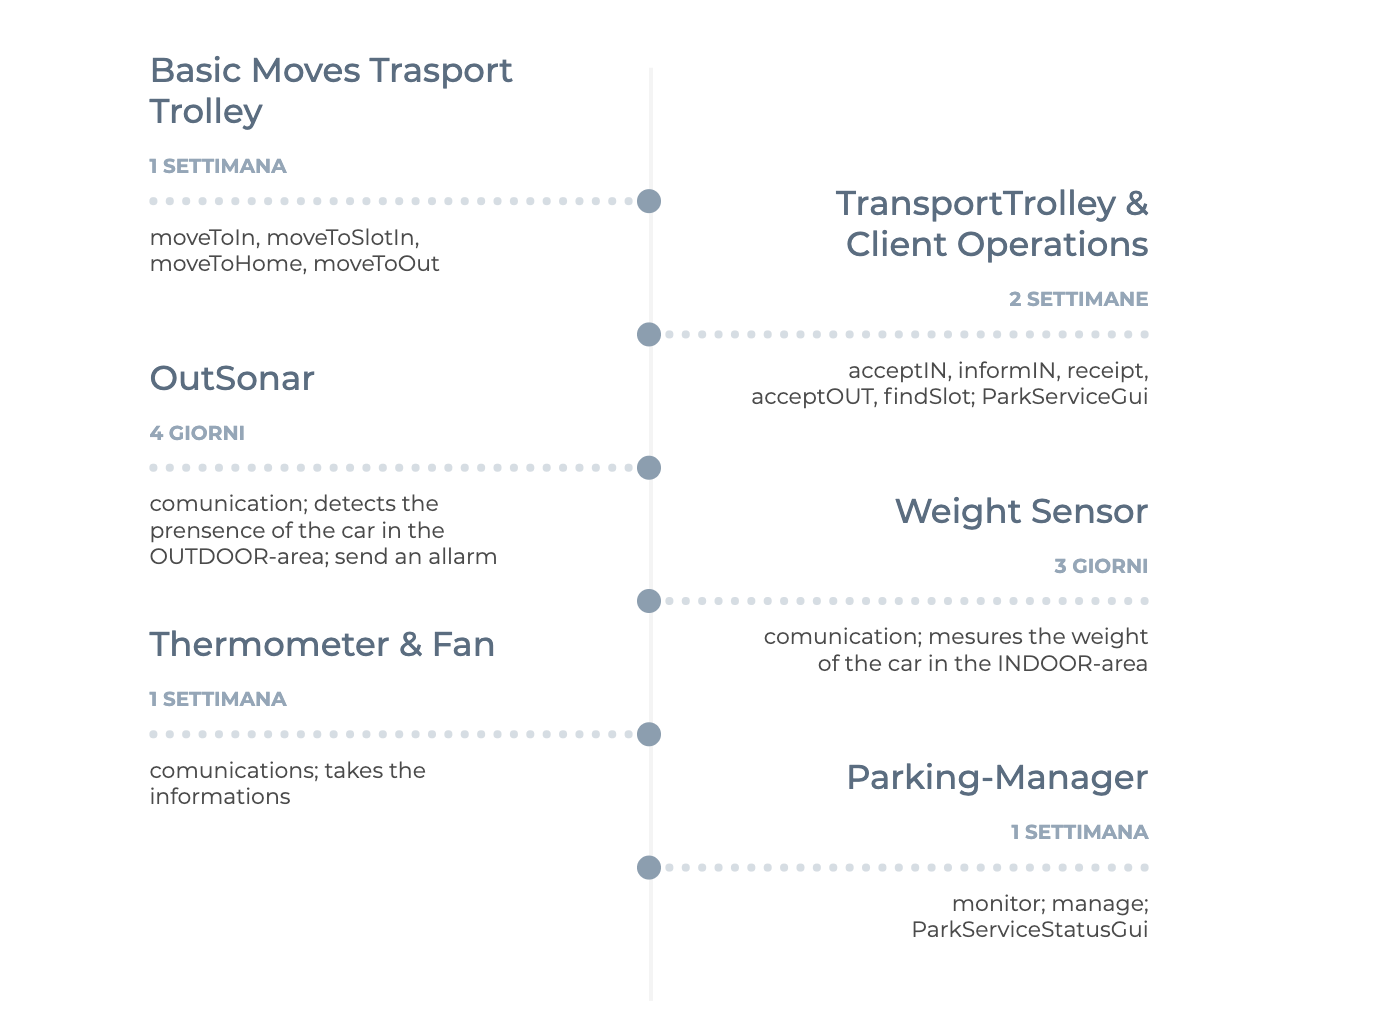 Basic Moves Trasport
Trolley
1 SETTIMANA
moveToIn, moveToSlotIn,
moveToHome, moveToOut
TransportTrolley &
Client Operations
2 SETTIMANE
acceptIN, informIN, receipt,
acceptOUT, findSlot; ParkServiceGui
OutSonar
4 GIORNI
comunication; detects the
prensence of the car in the
OUTDOOR-area; send an allarm
Weight Sensor
3 GIORNI
comunication; mesures the weight
of the car in the INDOOR-area
Thermometer & Fan
1 SETTIMANA
comunications; takes the
informations
Parking-Manager
1 SETTIMANA
monitor; manage;
ParkServiceStatusGui